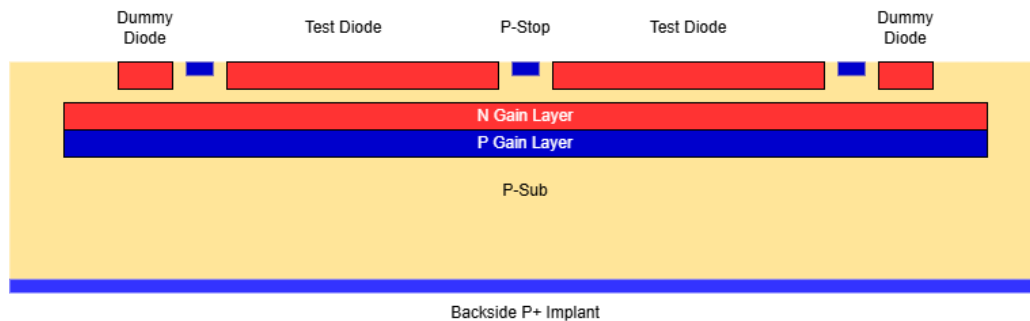 Dummy
Diode
Test Diode
P-Stop
Test Diode
Dummy
Diode
N Gain Layer
P Gain Layer
P-Sub
Backside P+ Implant